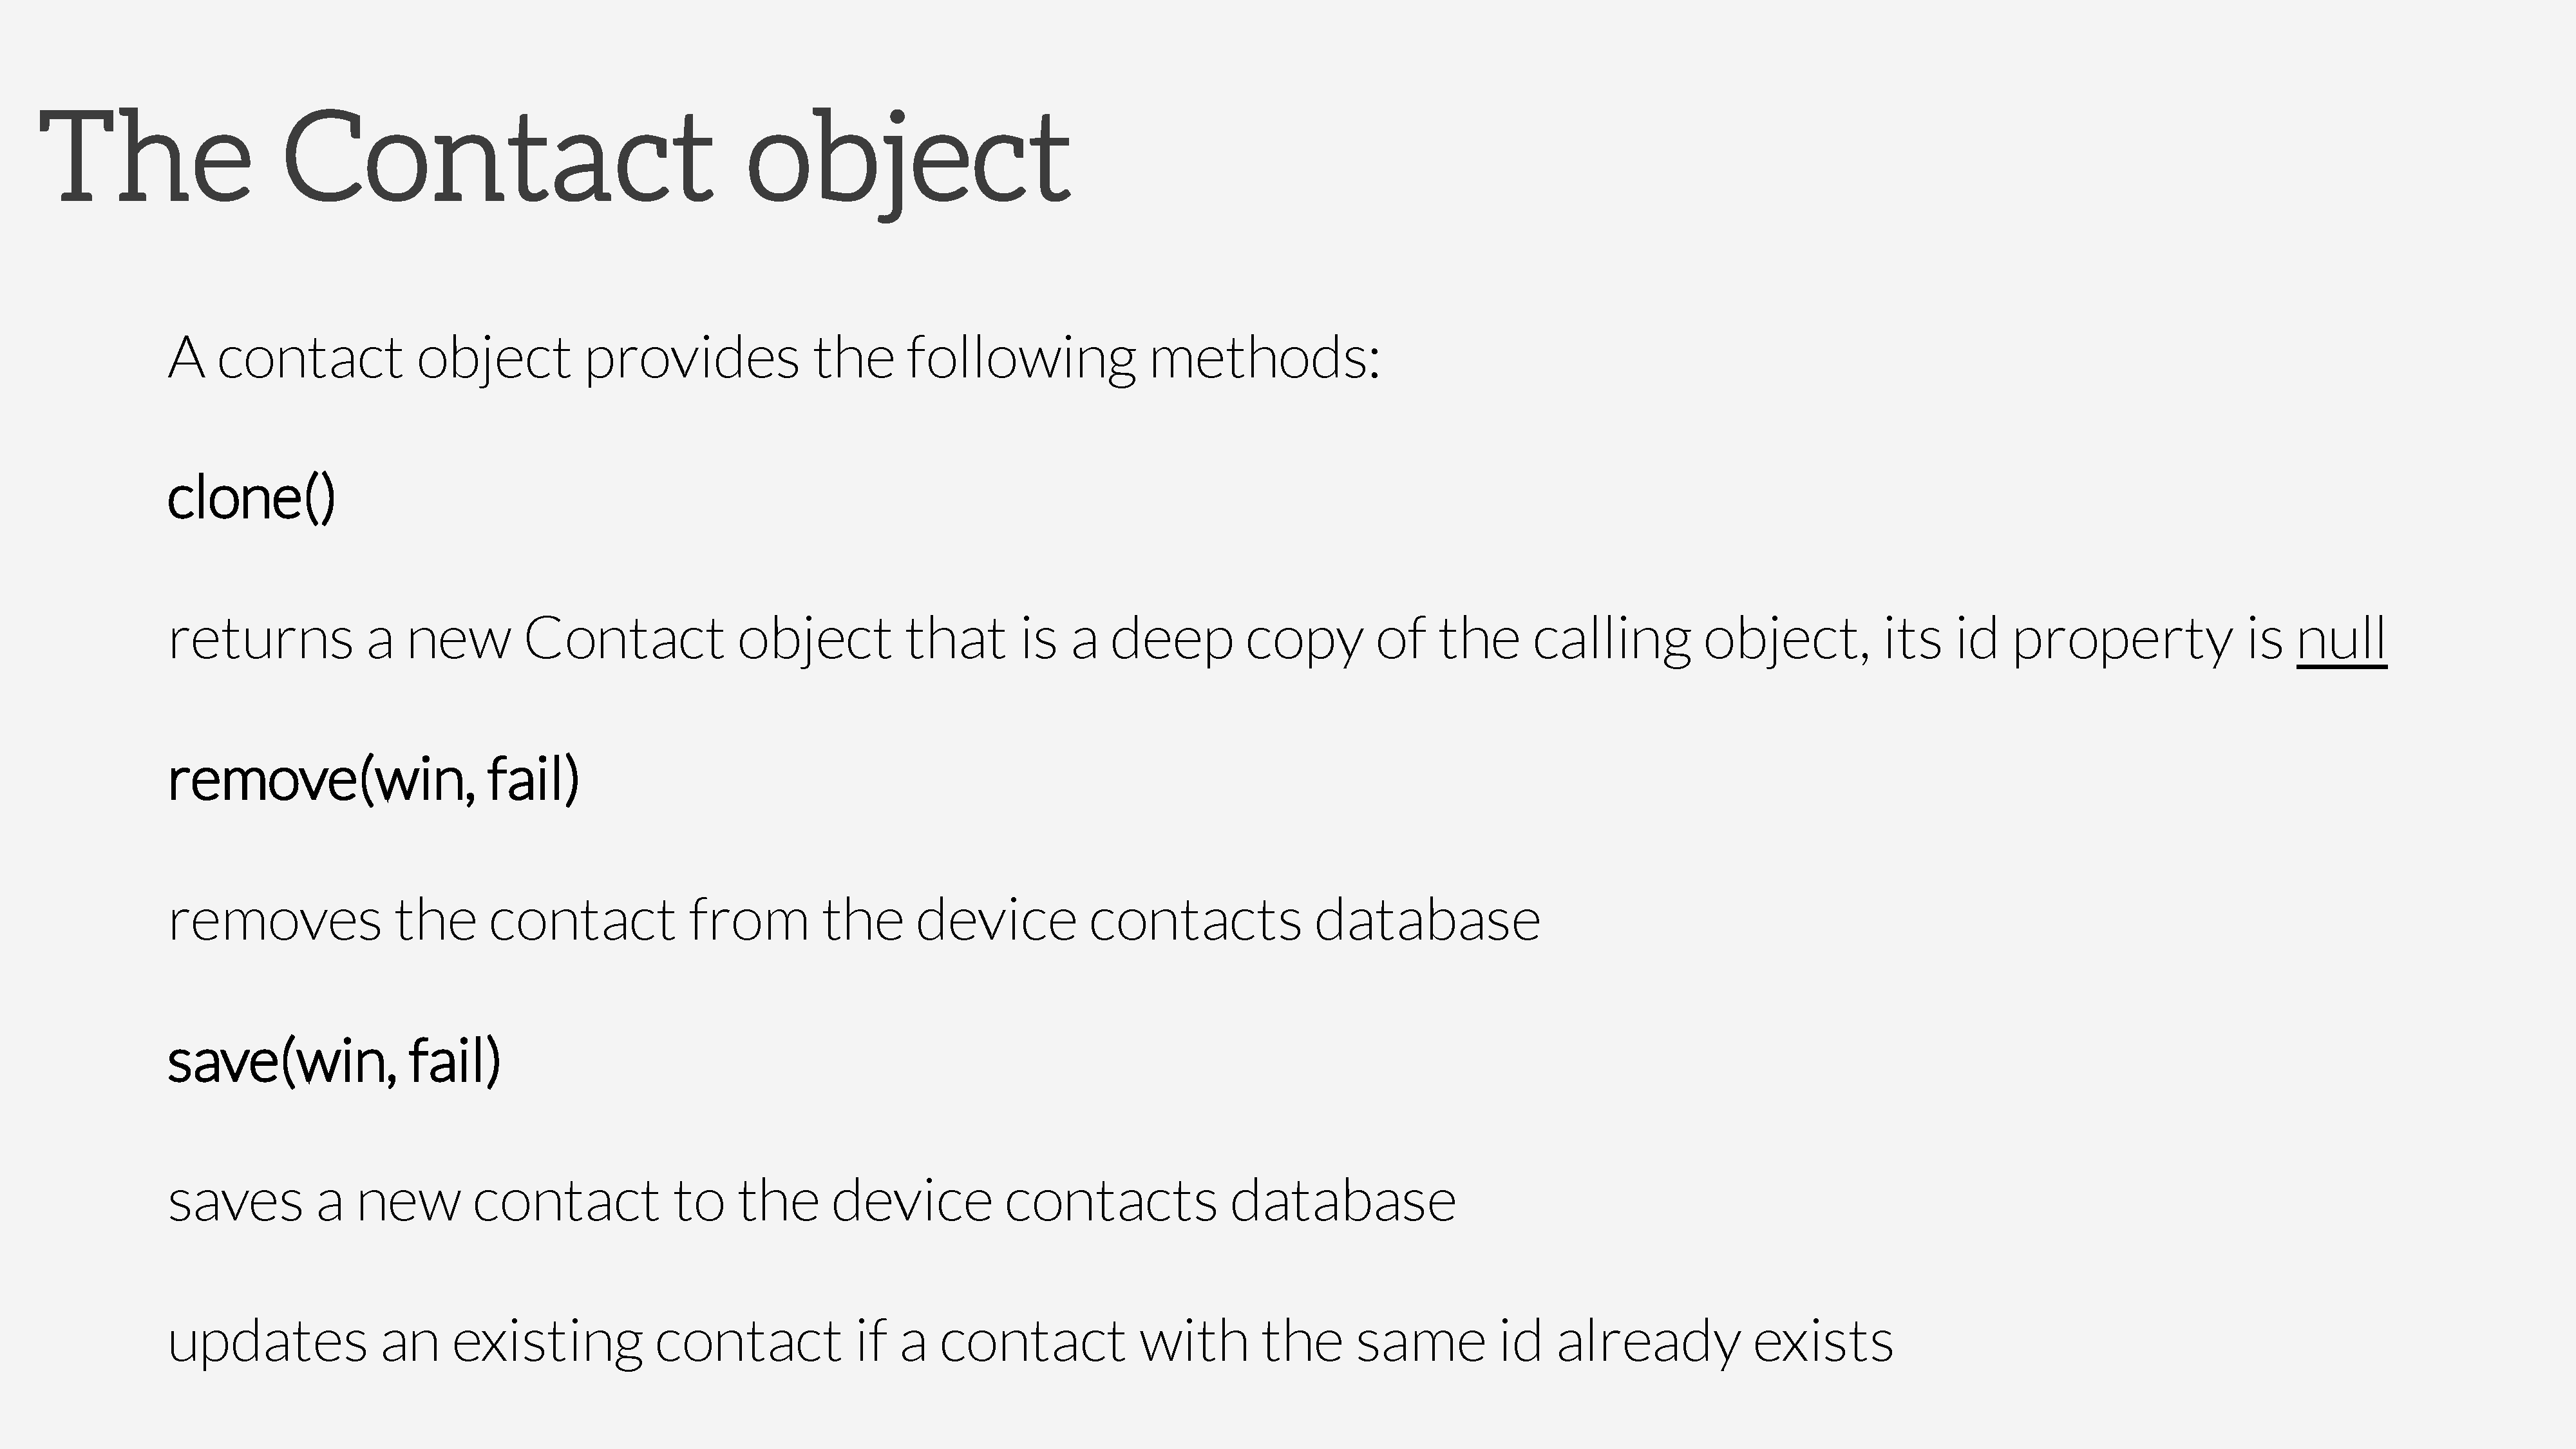 The Contact object
A contact object provides the following methods:
clone()
returns a new Contact object that is a deep copy of the calling object, its id property is null
remove(win, fail)
removes the contact from the device contacts database
save(win, fail)
saves a new contact to the device contacts database
updates an existing contact if a contact with the same id already exists